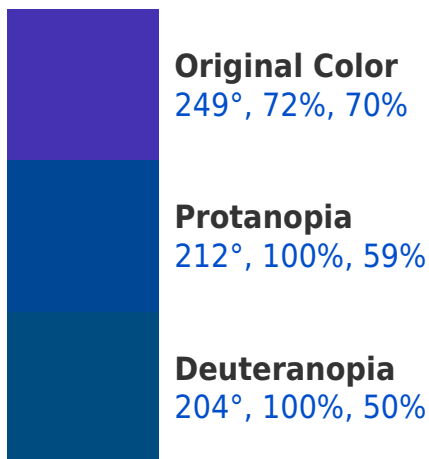 Original Color
249°, 72%, 70%
Protanopia
212°, 100%, 59%
Deuteranopia
204°, 100%, 50%